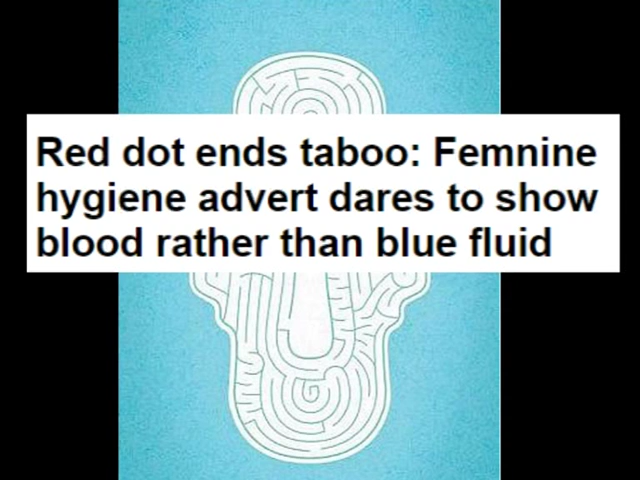 Red dot ends taboo: Femnine
hygiene advert dares to show
blood rather than blue fluid